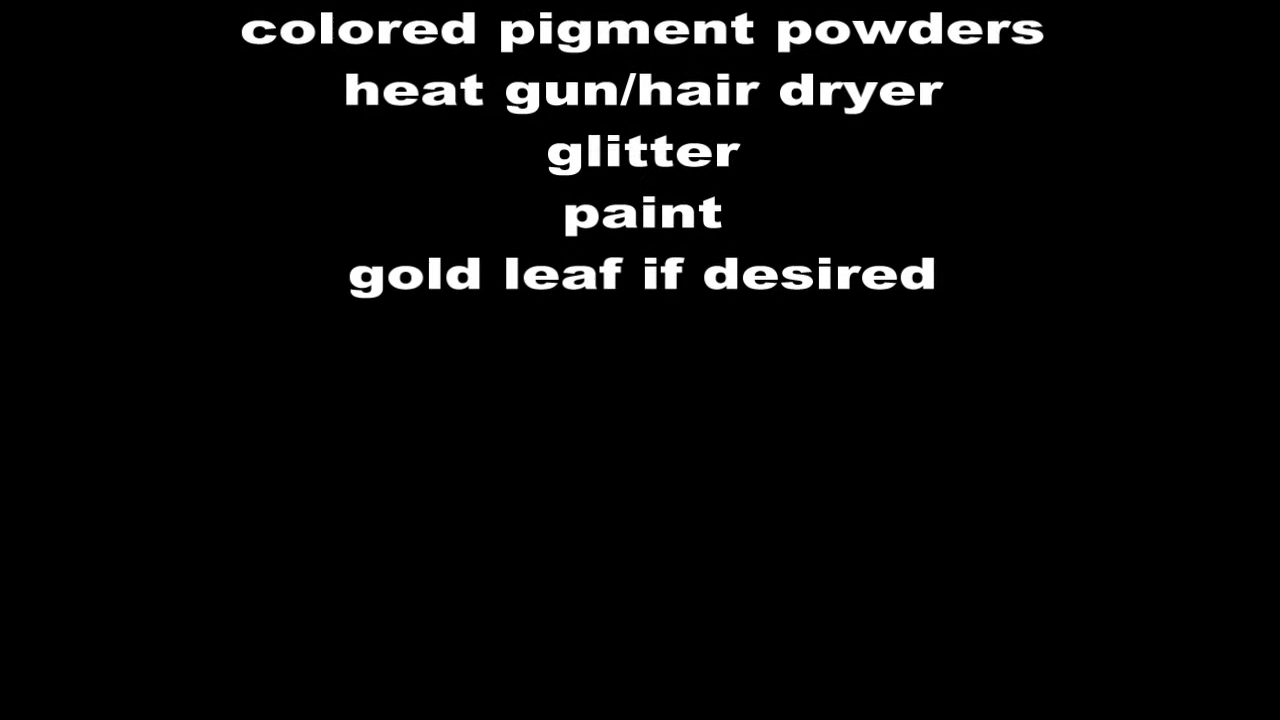 colored pigment powders
heat gun/hair dryer
glitter
paint
gold leaf if desired